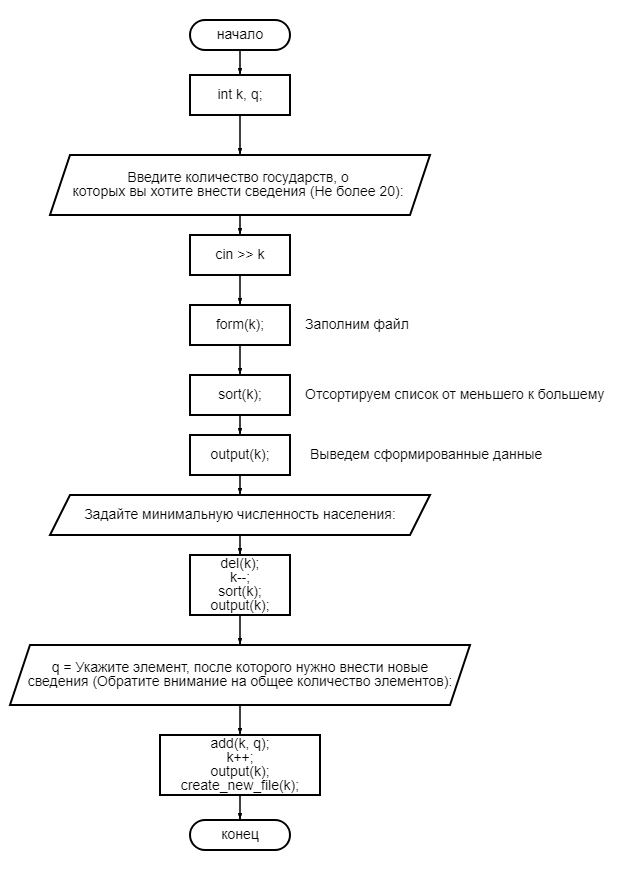 начало
int k, q;
Введите количество государств, о
которых вы хотите внести сведения (Не более 20):
cin >> k
form(k);
Заполним файл
sort(k);
Отсортируем список от меньшего к большему
output(k);
Выведем сформированные данные
Задайте минимальную численность населения:
del(k);
k--;
sort(k);
output(k);
q = Укажите элемент, после которого нужно внести новые
сведения (Обратите внимание на общее количество элементов):
add(k, q);
k++;
output(k);
create_new_file(k);
конец